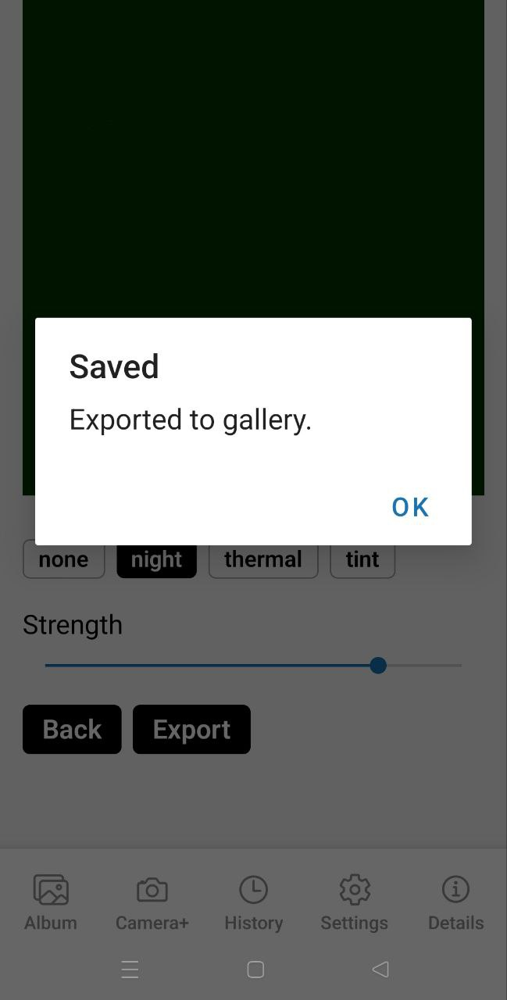 Saved
Exported to gallery.
OK
none night thermal tint
Strength
Back Export
Album Camera+ History Settings Details